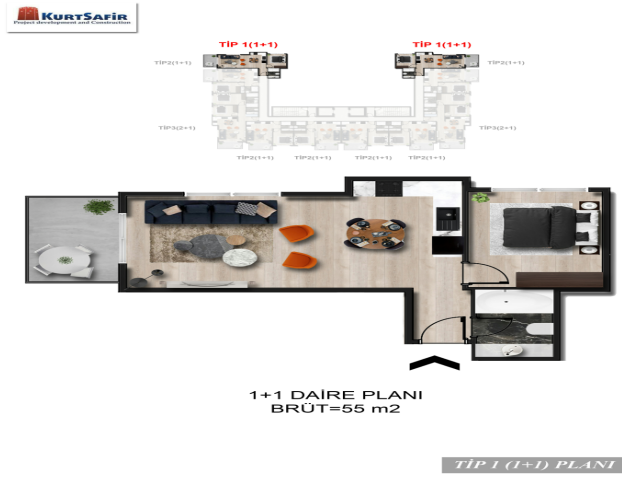 KURTSAFİR
Project development and Construction
TİP 1(1+1) TİP 1(1+1)
TİP2(1+1) TİP2(1+1)
TİP3(2+1) TİP3(2+1)
TİP2(1+1) TİP2(1+1) TİP2(1+1) TİP2(1+1)
1+1 DAİRE PLANI
BRÜT=55 m2
TİP 1 (1+1) PLANI